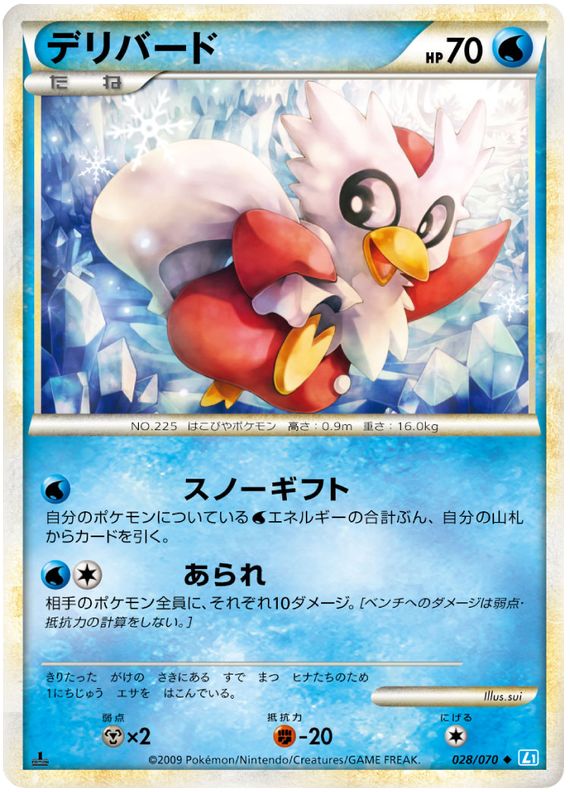 デリバード
HP70
たね
NO.225 はこびやポケモン 高さ:0.9m 重さ:16.0kg
スノーギフト
自分のポケモンについている エネルギーの合計ぶん、自分の山札
からカードを引く。
あられ
相手のポケモン全員に、それぞれ10ダメージ。[ベンチへのダメージは弱点・
抵抗力の計算をしない。]
きりたった がけの さきにある すで まつ ヒナたちのため
1にちじゅう エサを はこんでいる。
Illus.sui
弱点 抵抗力 にげる
×2 -20
1 EDITION
©2009 Pokémon/Nintendo/Creatures/GAME FREAK.
028/070 ◆ L1